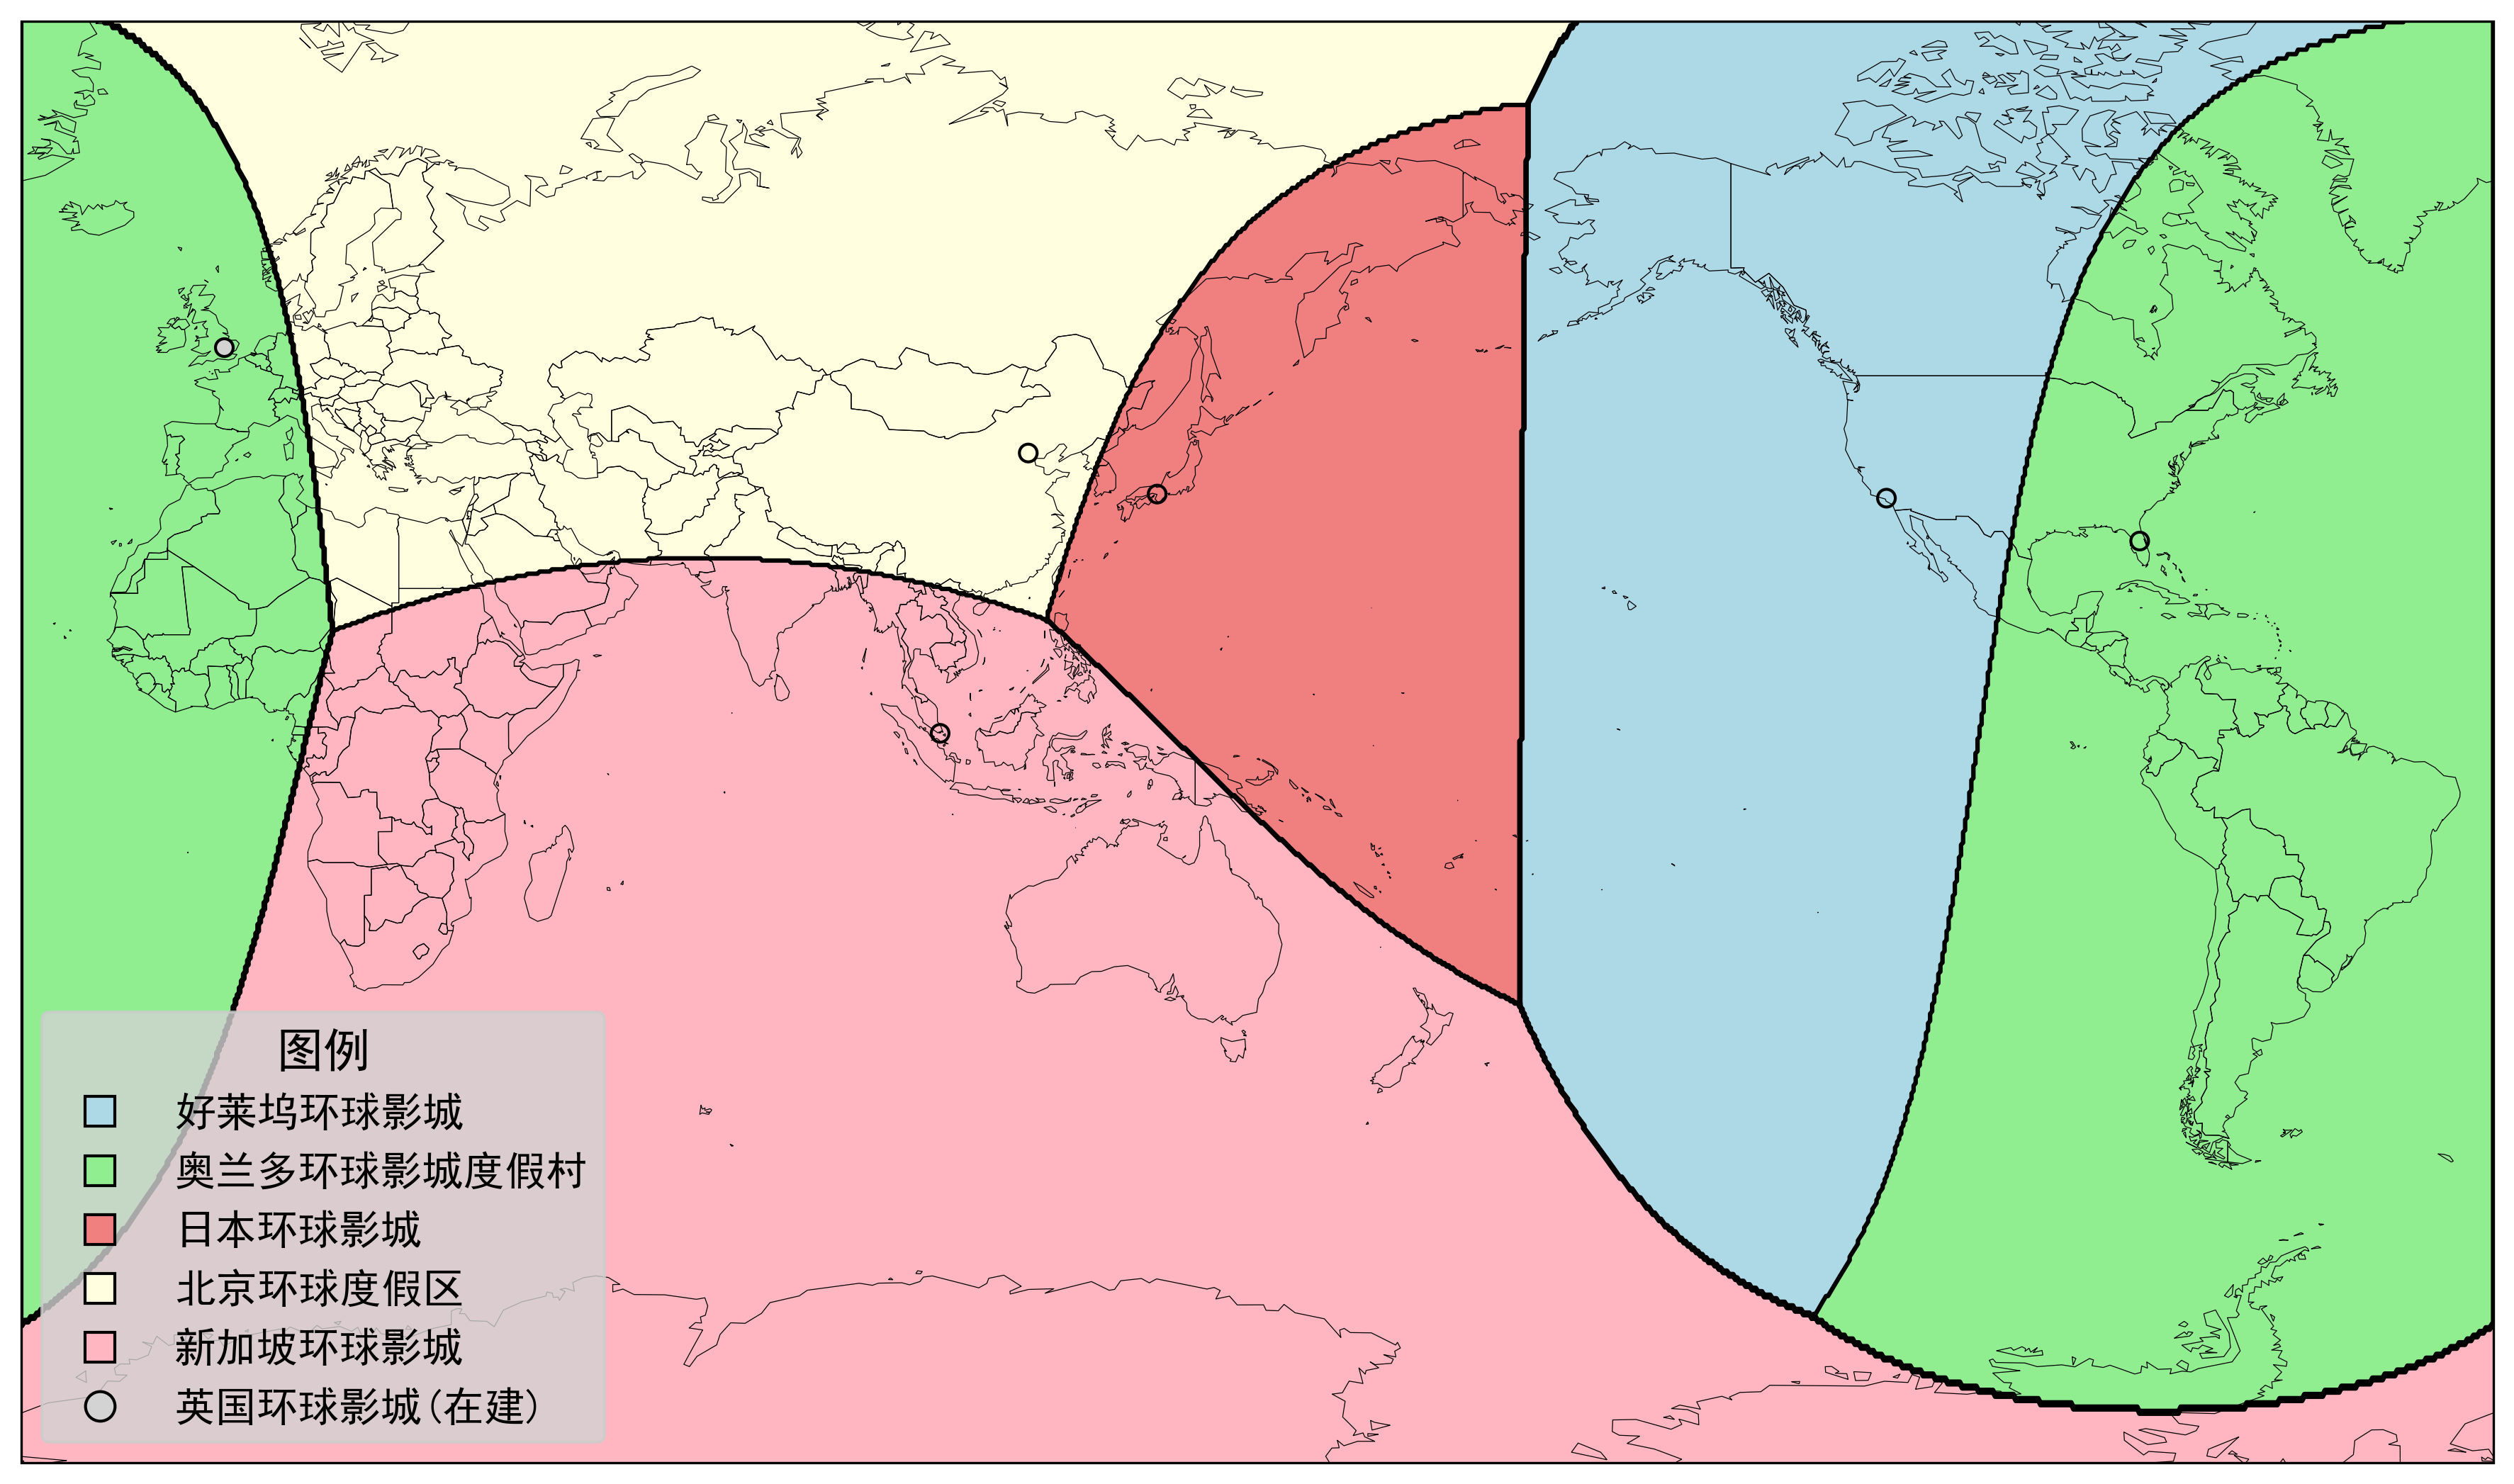 图例
好莱坞环球影城
奥兰多环球影城度假村
日本环球影城
北京环球度假区
新加坡环球影城
英国环球影城(在建)